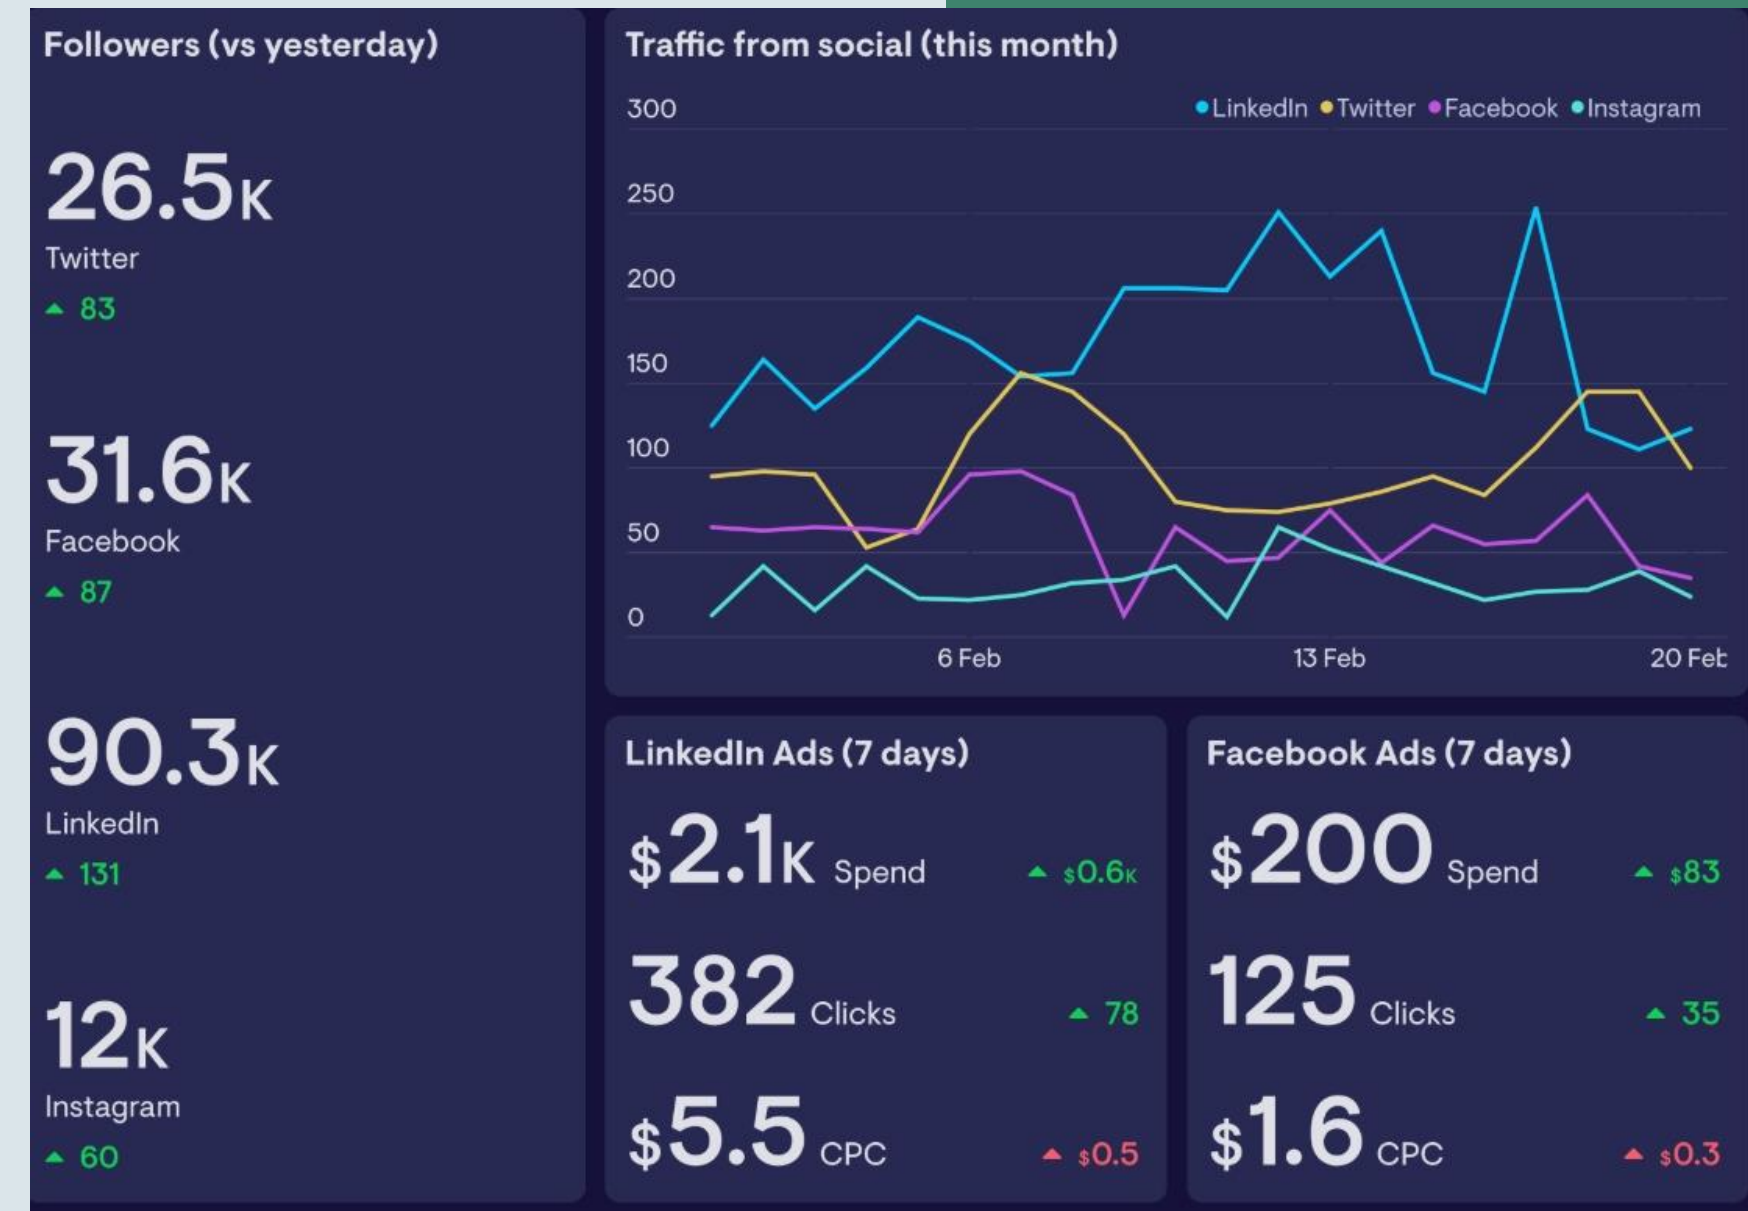 Followers (vs yesterday)
26.5K
Twitter
▲ 83
31.6K
Facebook
▲ 87
90.3K
LinkedIn
▲ 131
12K
Instagram
▲ 60
Traffic from social (this month)
LinkedIn Twitter Facebook Instagram
300
250
200
150
100
50
0
6 Feb 13 Feb 20 Feb
LinkedIn Ads (7 days)
$2.1K Spend ▲ $0.6K
382 Clicks ▲ 78
$5.5 CPC ▲ $0.5
Facebook Ads (7 days)
$200 Spend ▲ $83
125 Clicks ▲ 35
$1.6 CPC ▲ $0.3